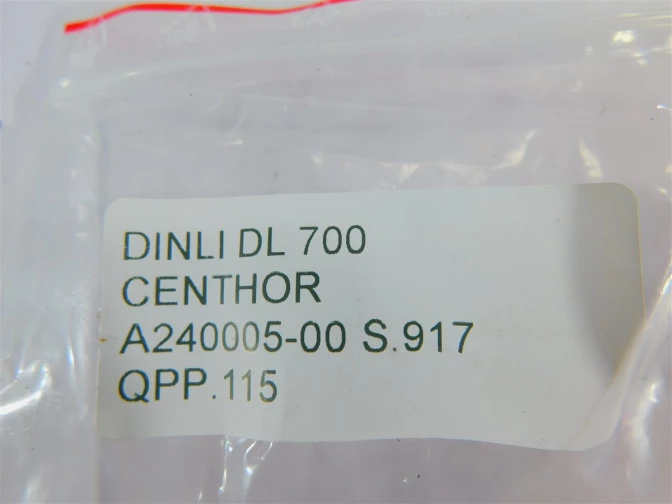 DINLI DL 700
CENTHOR
A240005-00 S.917
QPP.115